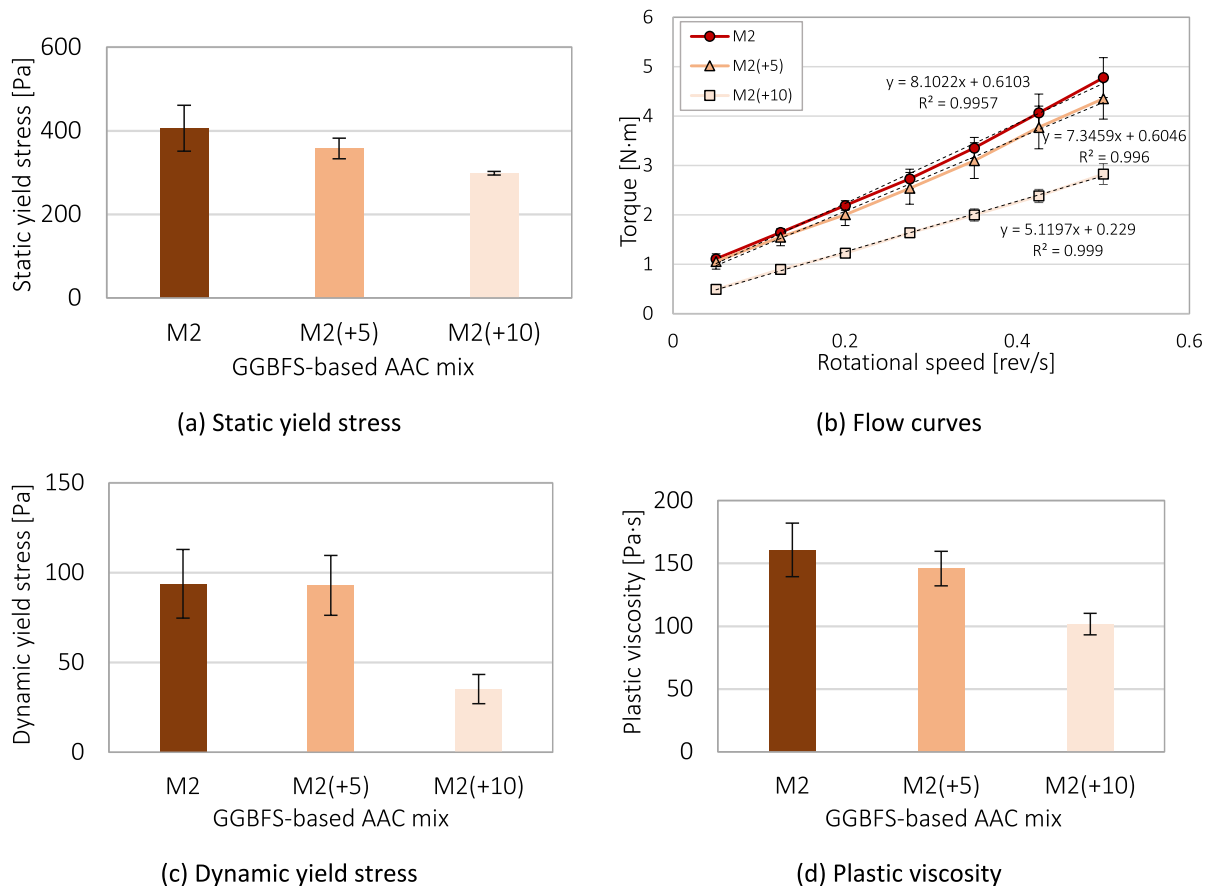 600
400
200
0
Static yield stress [Pa]
M2
M2(+5)
M2(+10)
GGBFS-based AAC mix
(a) Static yield stress
6
5
4
3
2
1
0
Torque [N·m]
M2
M2(+5)
M2(+10)
y = 8.1022x + 0.6103
R² = 0.9957
y = 7.3459x + 0.6046
R² = 0.996
y = 5.1197x + 0.229
R² = 0.999
0
0.2
0.4
0.6
Rotational speed [rev/s]
(b) Flow curves
150
100
50
0
Dynamic yield stress [Pa]
M2
M2(+5)
M2(+10)
GGBFS-based AAC mix
(c) Dynamic yield stress
200
150
100
50
0
Plastic viscosity [Pa·s]
M2
M2(+5)
M2(+10)
GGBFS-based AAC mix
(d) Plastic viscosity